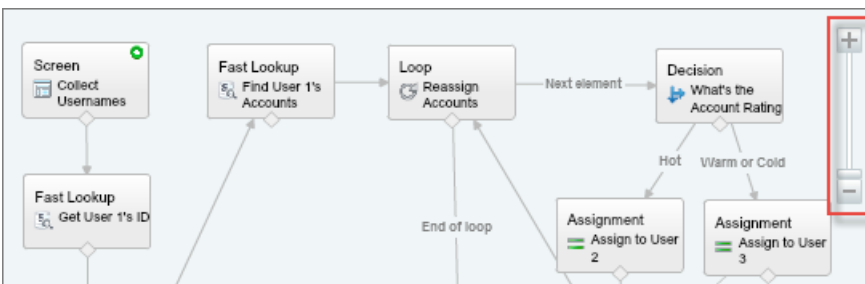 Screen
Collect
Usernames
Fast Lookup
Find User 1's
Accounts
Loop
Reassign
Accounts
Next element
Decision
What's the
Account Rating
Hot
Warm or Cold
Fast Lookup
Get User 1's ID
End of loop
Assignment
Assign to User
2
Assignment
Assign to User
3